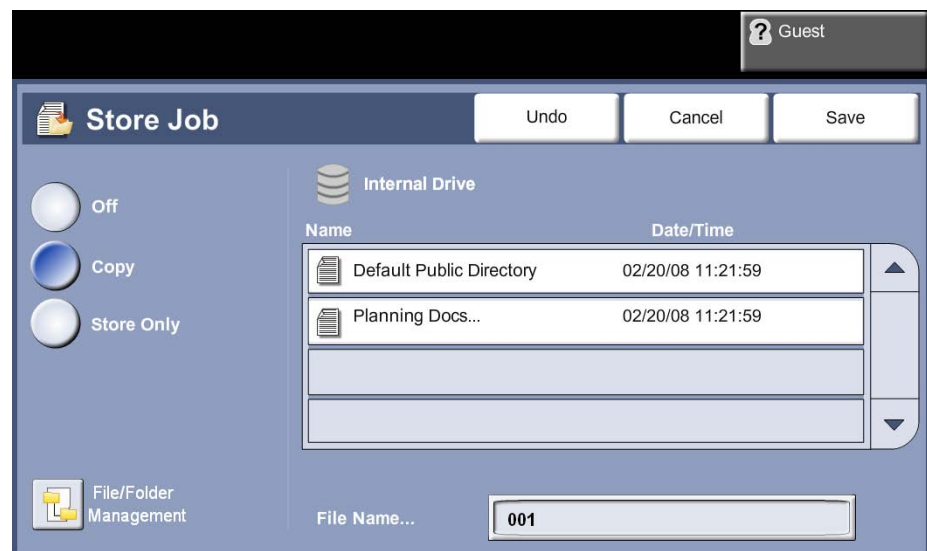 ? Guest
Store Job
Undo
Cancel
Save
Off
Copy
Store Only
Internal Drive
Name Date/Time
Default Public Directory 02/20/08 11:21:59
Planning Docs... 02/20/08 11:21:59
File/Folder
Management
File Name... 001